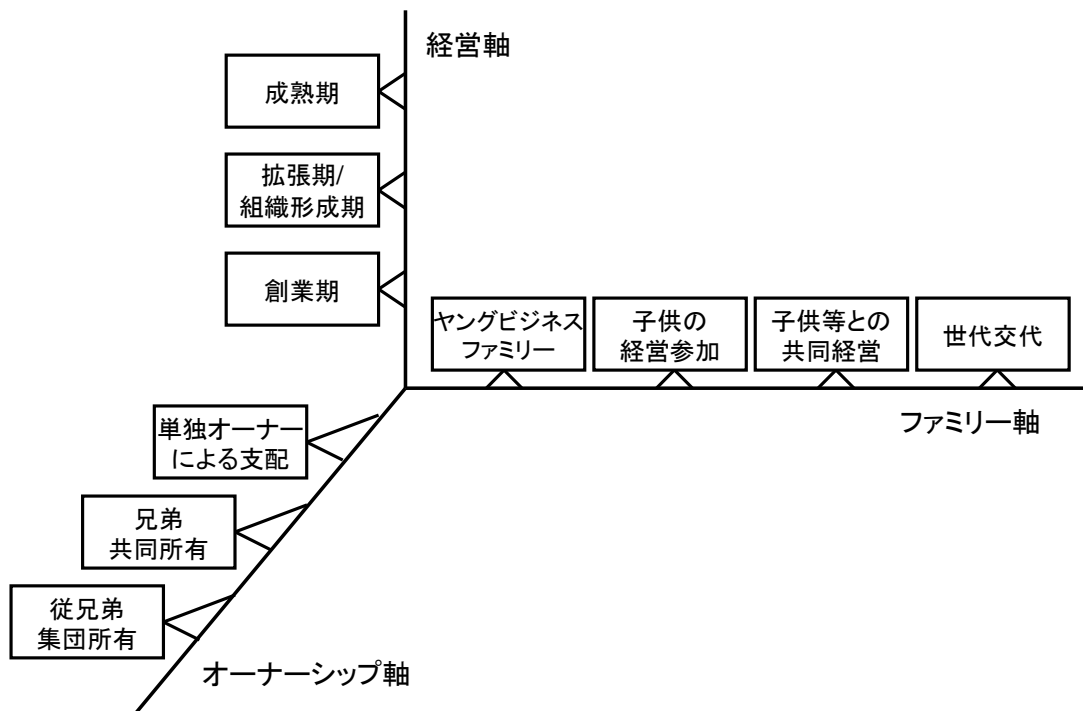 経営軸
成熟期
拡張期/
組織形成期
創業期
ヤングビジネス
ファミリー
子供の
経営参加
子供等との
共同経営
世代交代
ファミリー軸
単独オーナー
による支配
兄弟
共同所有
従兄弟
集団所有
オーナーシップ軸